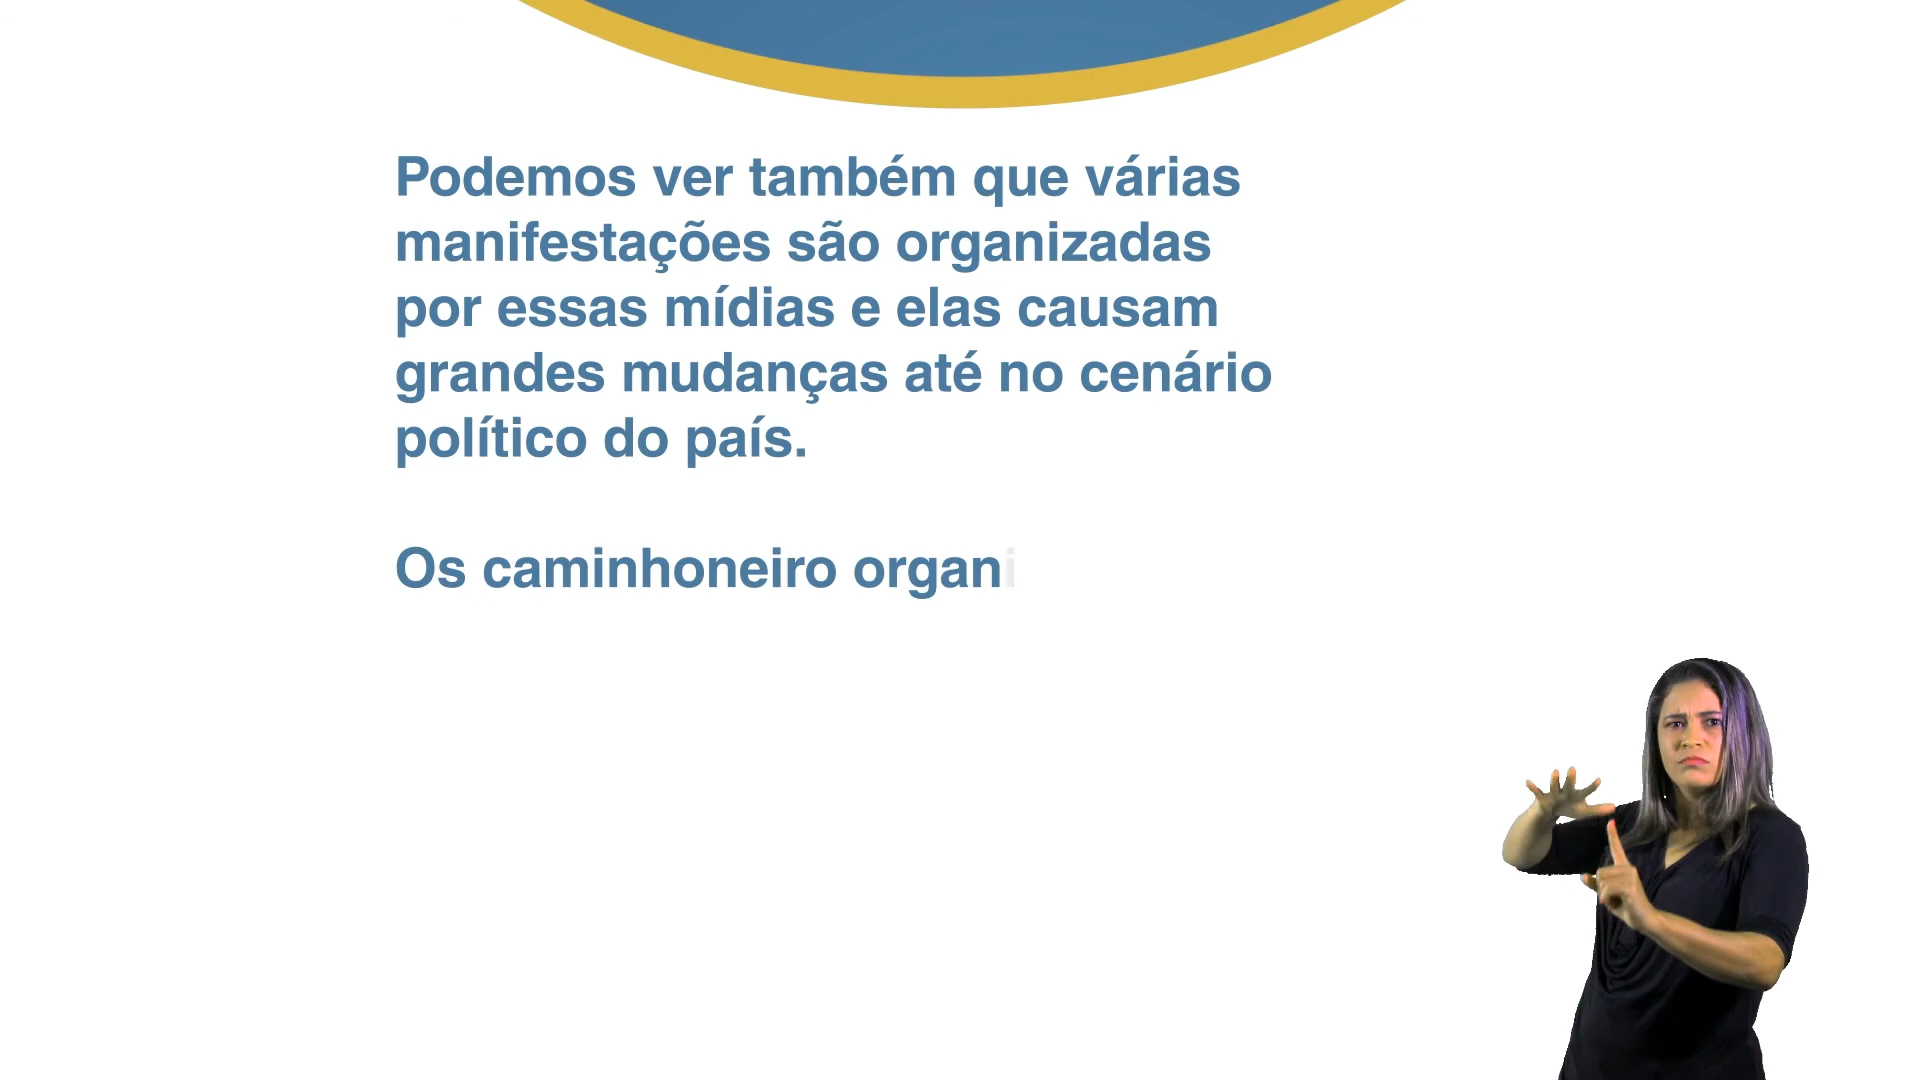 Podemos ver também que várias
manifestações são organizadas
por essas mídias e elas causam
grandes mudanças até no cenário
político do país.
Os caminhoneiro organi